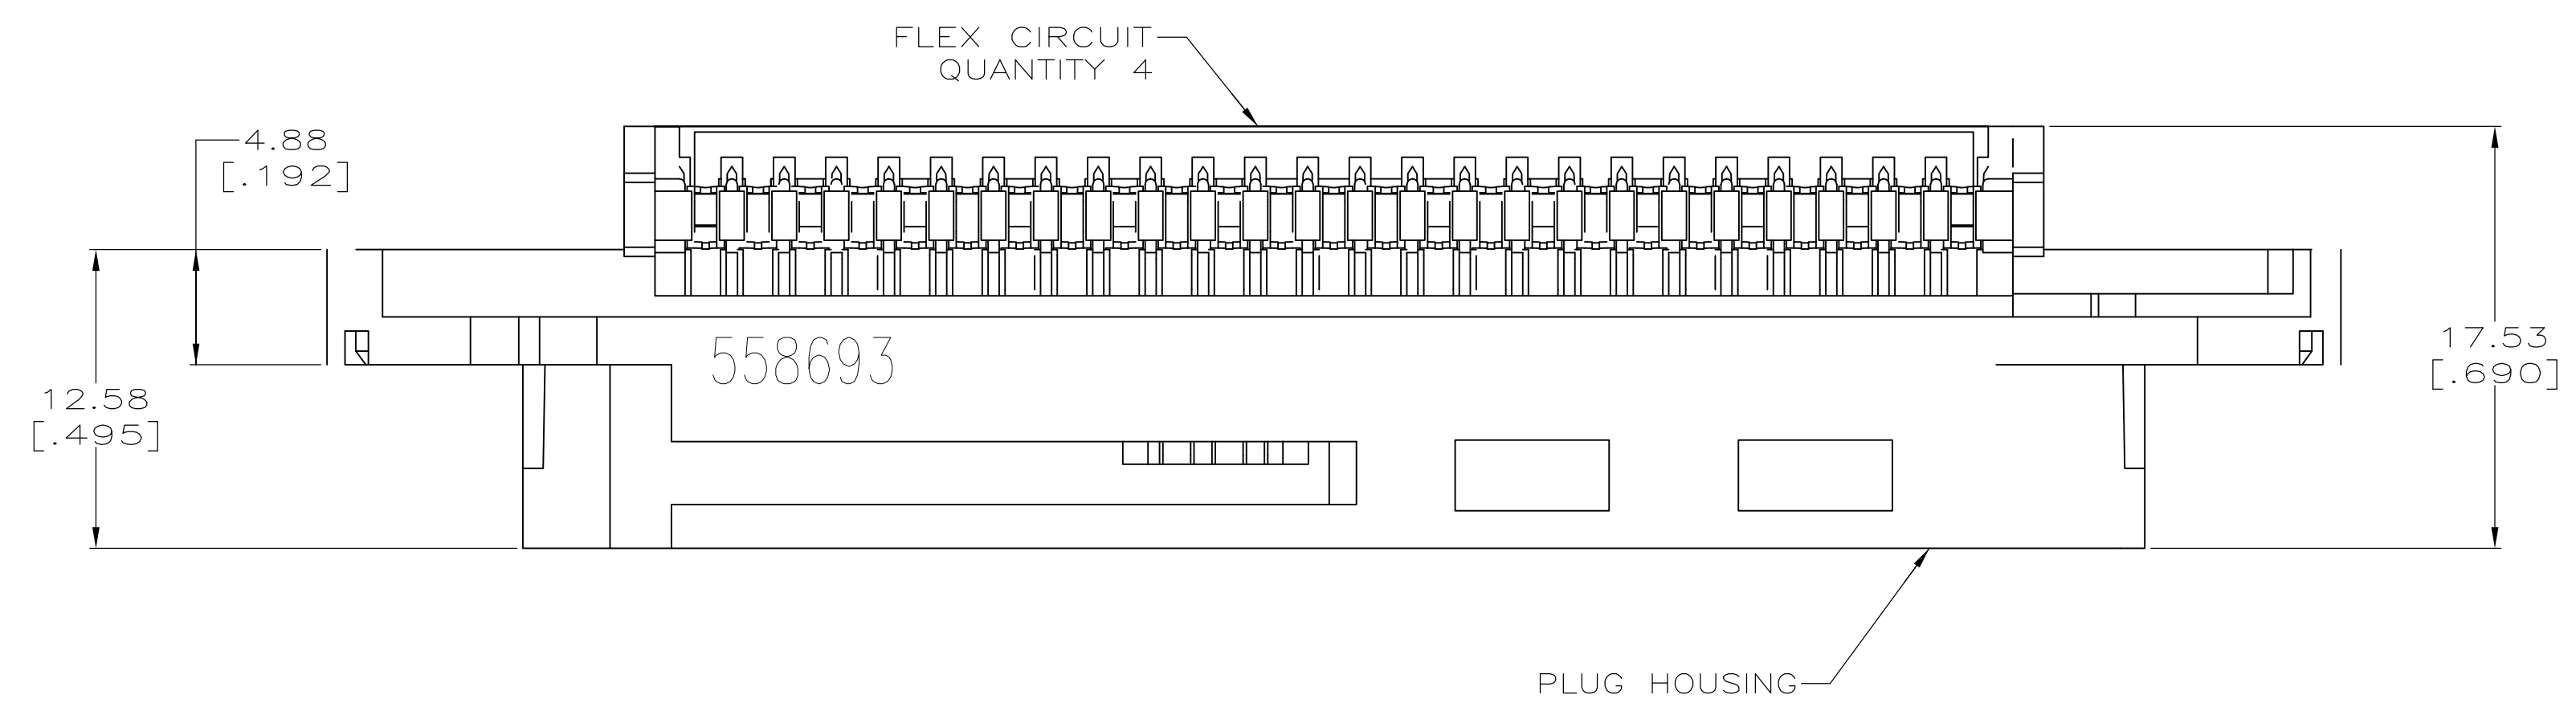 FLEX CIRCUIT
QUANTITY 4
4.88
[.192]
558693
17.53
[.690]
12.58
[.495]
PLUG HOUSING